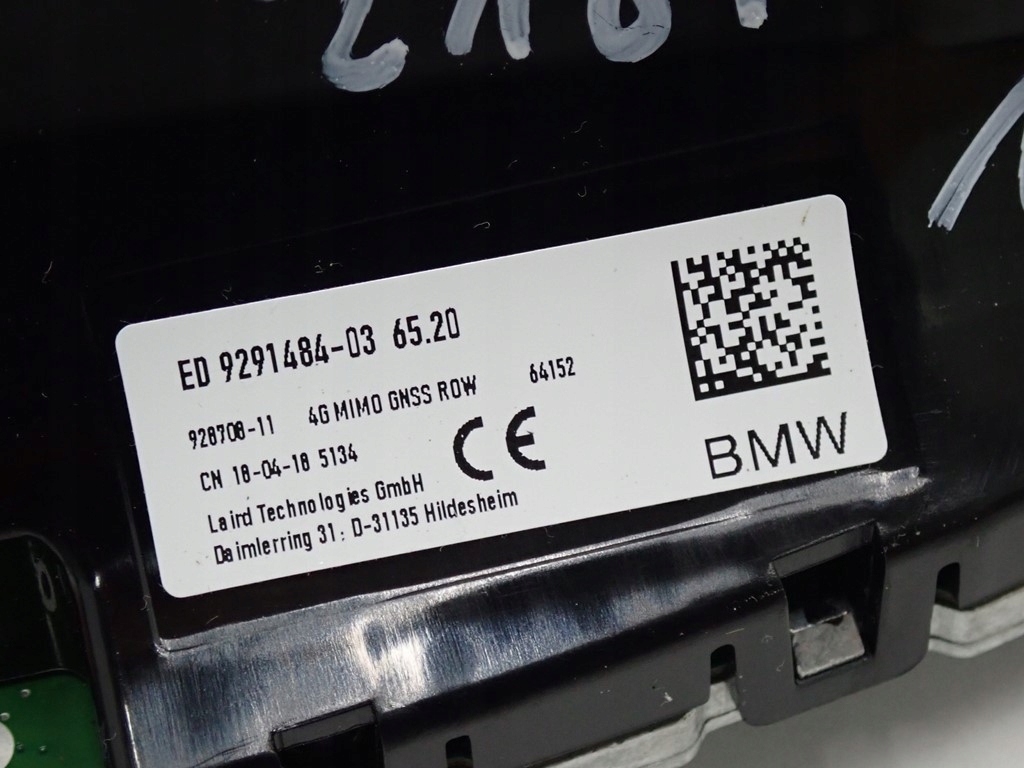 ED 9291484-03 65.20
928708-11 4G MIMO GNSS ROW 64152
CN 18-04-18 5134
CE
Laird Technologies GmbH
Daimlerring 31; D-31135 Hildesheim
BMW